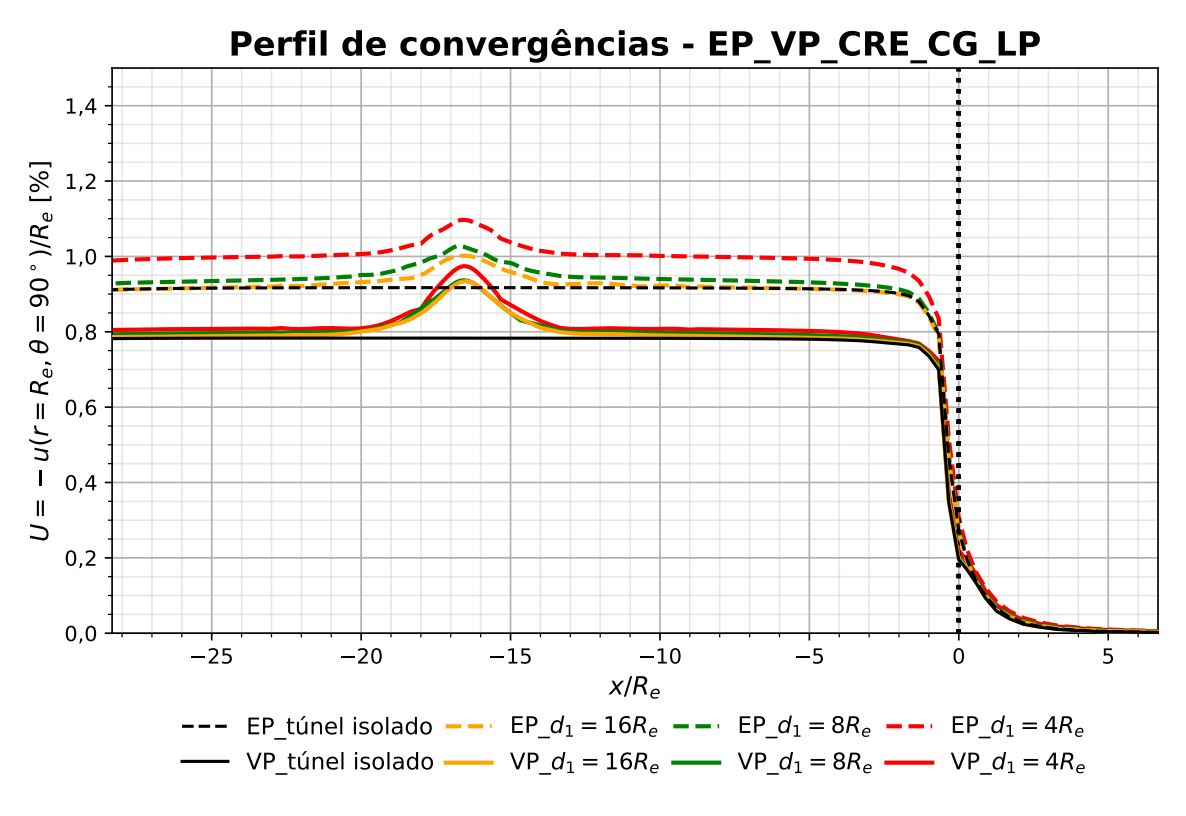 Perfil de convergências - EP_VP_CRE_CG_LP
U = − u(r = Rₑ, θ = 90°)/Rₑ [%]
1,4
1,2
1,0
0,8
0,6
0,4
0,2
0,0
−25 −20 −15 −10 −5 0 5
x/Rₑ
EP_túnel isolado EP_d₁ = 16Rₑ EP_d₁ = 8Rₑ EP_d₁ = 4Rₑ
VP_túnel isolado VP_d₁ = 16Rₑ VP_d₁ = 8Rₑ VP_d₁ = 4Rₑ